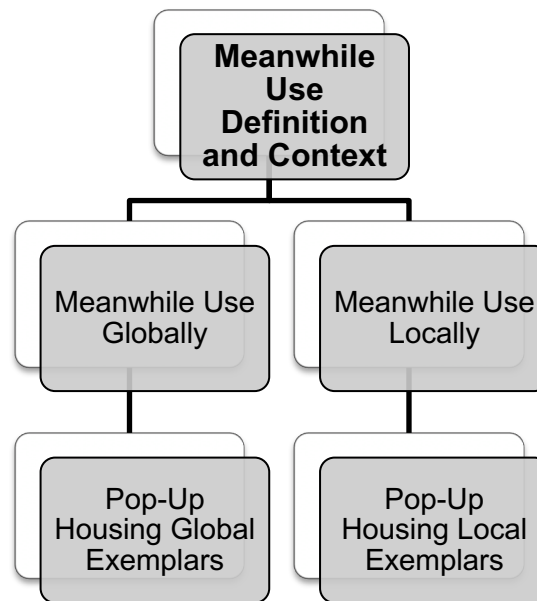 Meanwhile
Use
Definition
and Context
Meanwhile Use
Globally
Meanwhile Use
Locally
Pop-Up
Housing Global
Exemplars
Pop-Up
Housing Local
Exemplars